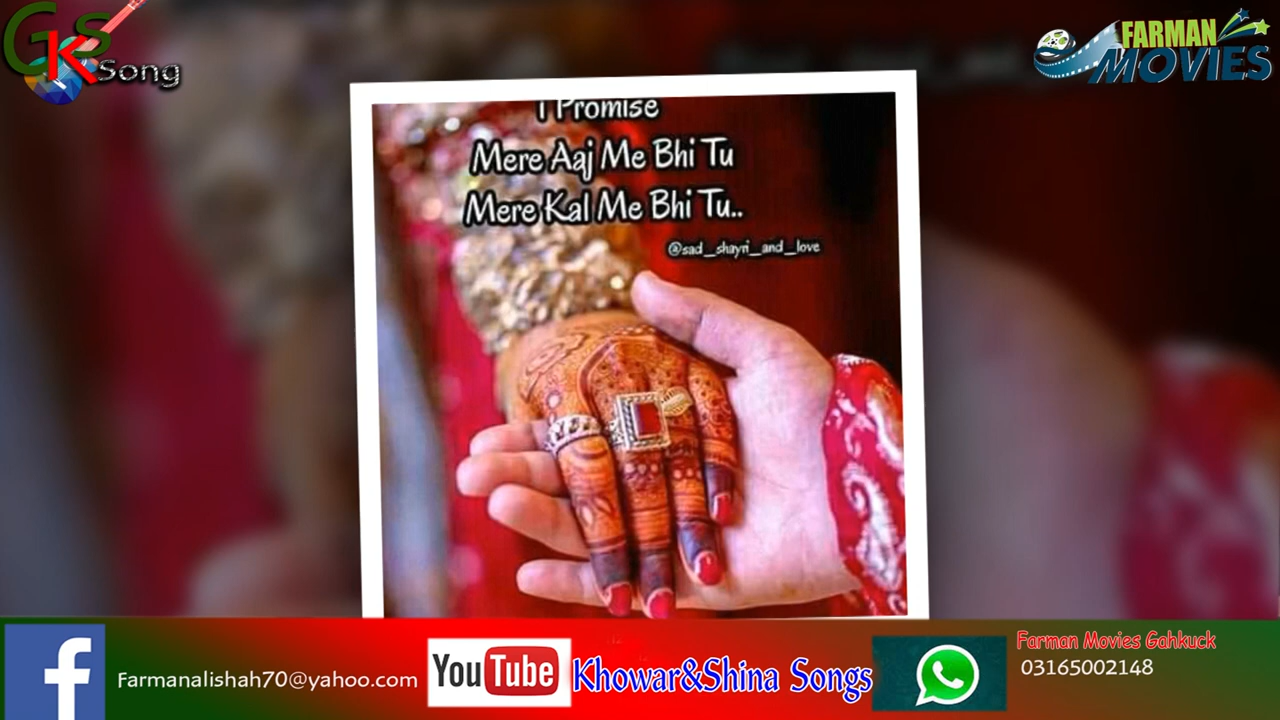 GKS
Song
FARMAN
MOVIES
I Promise
Mere Aaj Me Bhi Tu
Mere Kal Me Bhi Tu..
@sad_shayri_and_love
f
Farmanalishah70@yahoo.com
YouTube
Khowar&Shina Songs
Farman Movies Gahkuck
03165002148